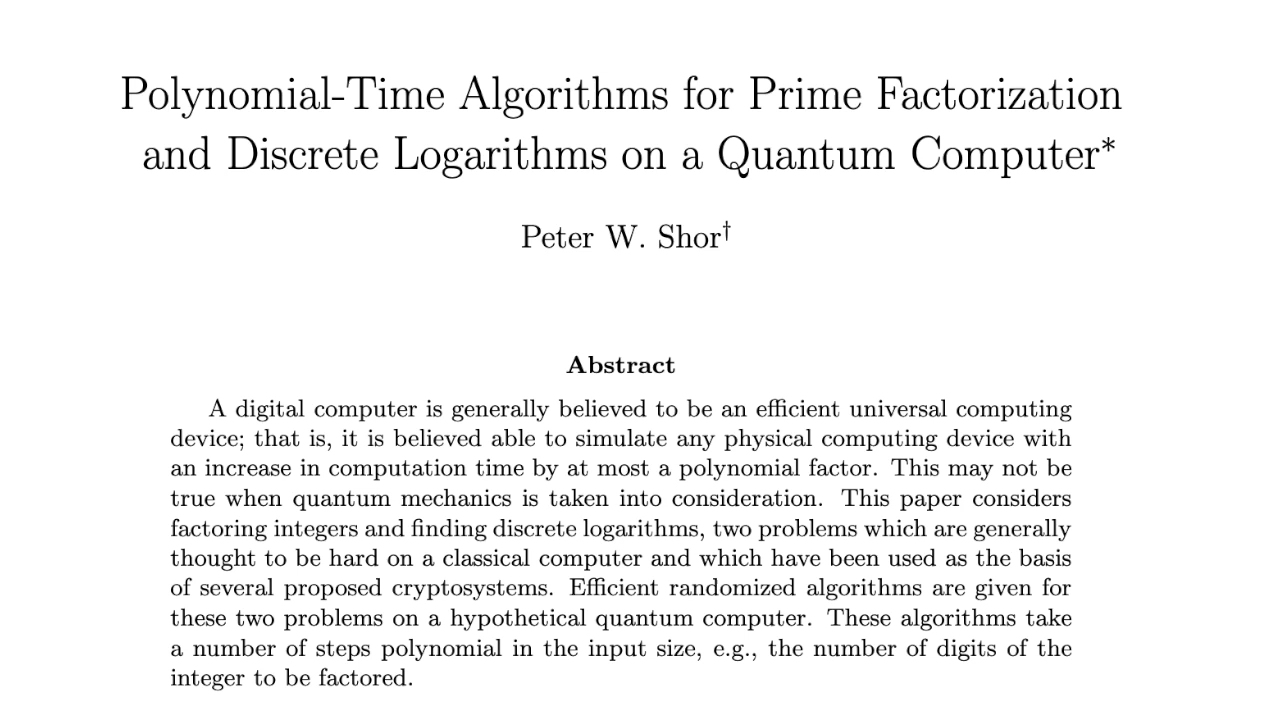 Polynomial-Time Algorithms for Prime Factorization
and Discrete Logarithms on a Quantum Computer*
Peter W. Shor†
Abstract
A digital computer is generally believed to be an efficient universal computing
device; that is, it is believed able to simulate any physical computing device with
an increase in computation time by at most a polynomial factor. This may not be
true when quantum mechanics is taken into consideration. This paper considers
factoring integers and finding discrete logarithms, two problems which are generally
thought to be hard on a classical computer and which have been used as the basis
of several proposed cryptosystems. Efficient randomized algorithms are given for
these two problems on a hypothetical quantum computer. These algorithms take
a number of steps polynomial in the input size, e.g., the number of digits of the
integer to be factored.